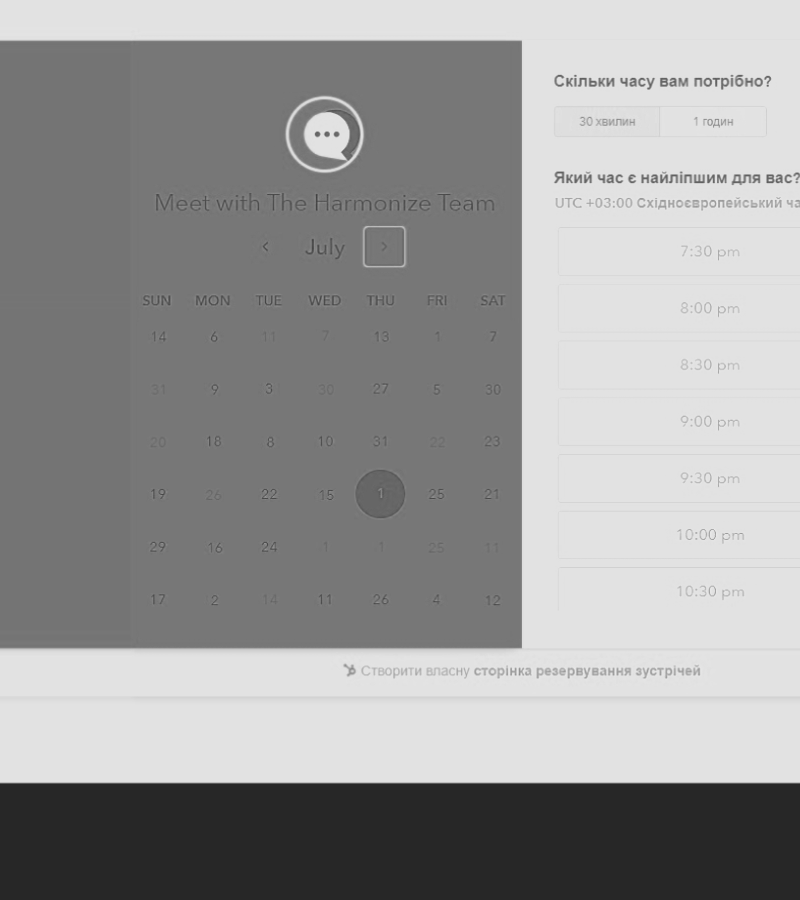 Meet with The Harmonize Team
July
SUN MON TUE WED THU FRI SAT
14 6 11 7 13 1 7
31 9 3 30 27 5 30
20 18 8 10 31 22 23
19 26 22 15 1 25 21
29 16 24 1 1 25 11
17 2 14 11 26 4 12
Скільки часу вам потрібно?
30 хвилин 1 годин
Який час є найліпшим для вас?
UTC +03:00 Східноєвропейський
7:30 pm
8:00 pm
8:30 pm
9:00 pm
9:30 pm
10:00 pm
10:30 pm
Створити власну сторінка резервування зустрічей